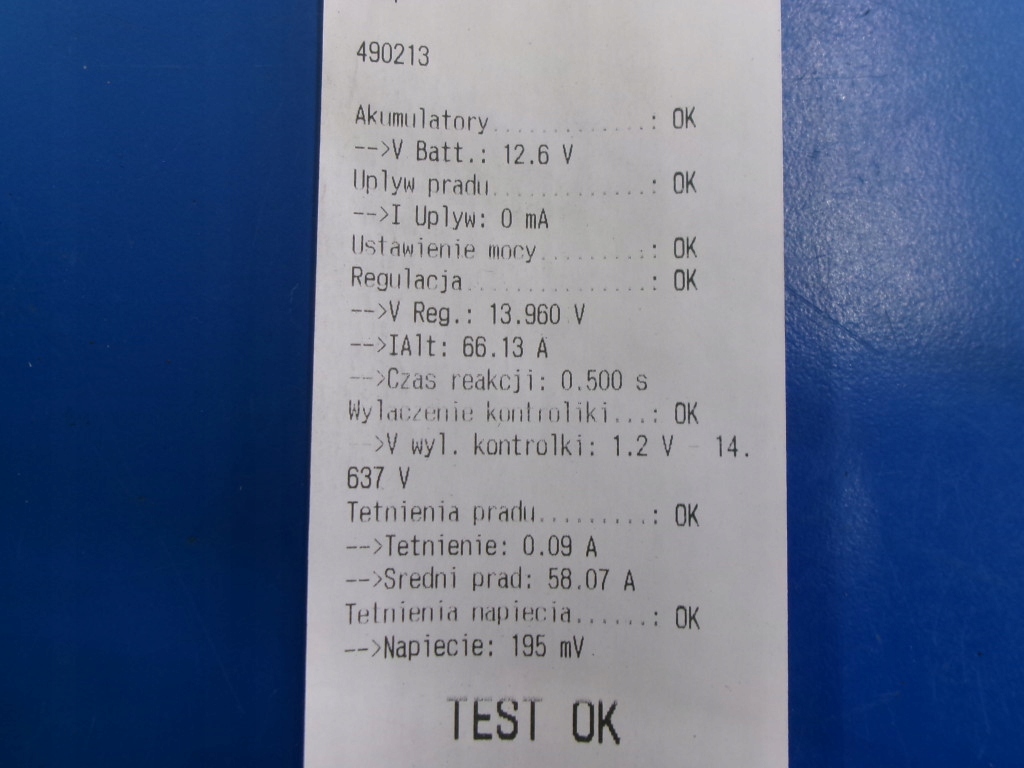 490213
Akumulatory.............: OK
-->V Batt.: 12.6 V
Uplyw pradu.............: OK
-->I Uplyw: 0 mA
Ustawienie mocy.........: OK
Regulacja...............: OK
-->V Reg.: 13.960 V
-->IAlt: 66.13 A
-->Czas reakcji: 0.500 s
Wylaczenie kontroliki...: OK
-->V wyl. kontrolki: 1.2 V - 14.
637 V
Tetnienia pradu.........: OK
-->Tetnienie: 0.09 A
-->Sredni prad: 58.07 A
Tetnienia napiecia......: OK
-->Napiecie: 195 mV
TEST OK